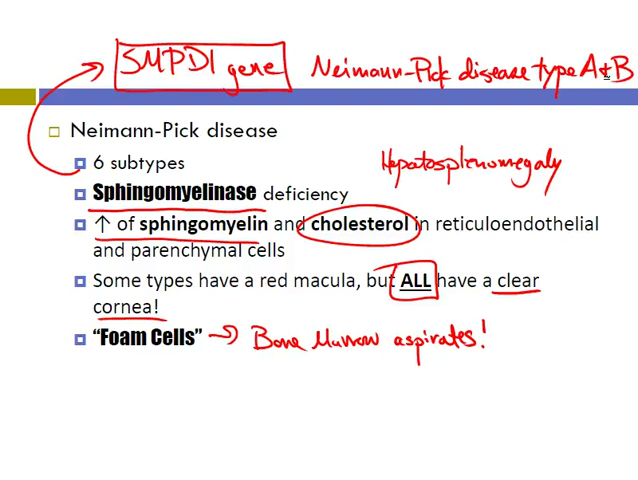 SMPD1 gene Neimann-Pick disease type A & B
Neimann-Pick disease
6 subtypes
Hepatosplenomegaly
Sphingomyelinase deficiency
↑ of sphingomyelin and cholesterol in reticuloendothelial
and parenchymal cells
Some types have a red macula, but ALL have a clear
cornea!
“Foam Cells” → Bone Marrow aspirates!